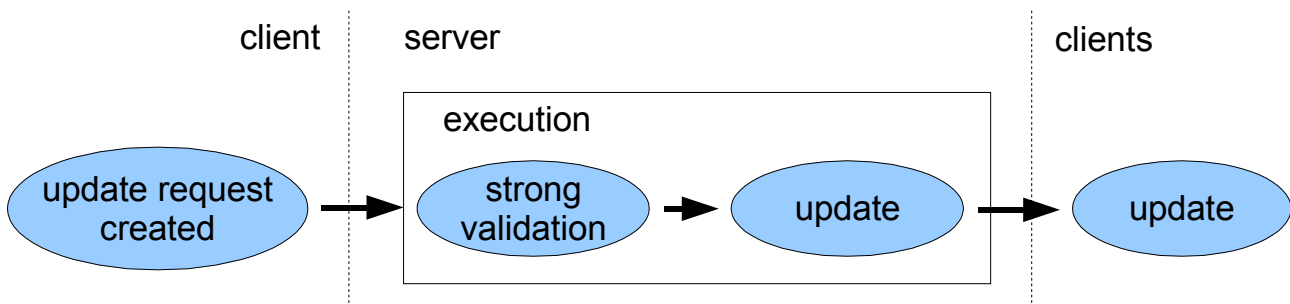 client
server
clients
execution
update request
created
strong
validation
update
update